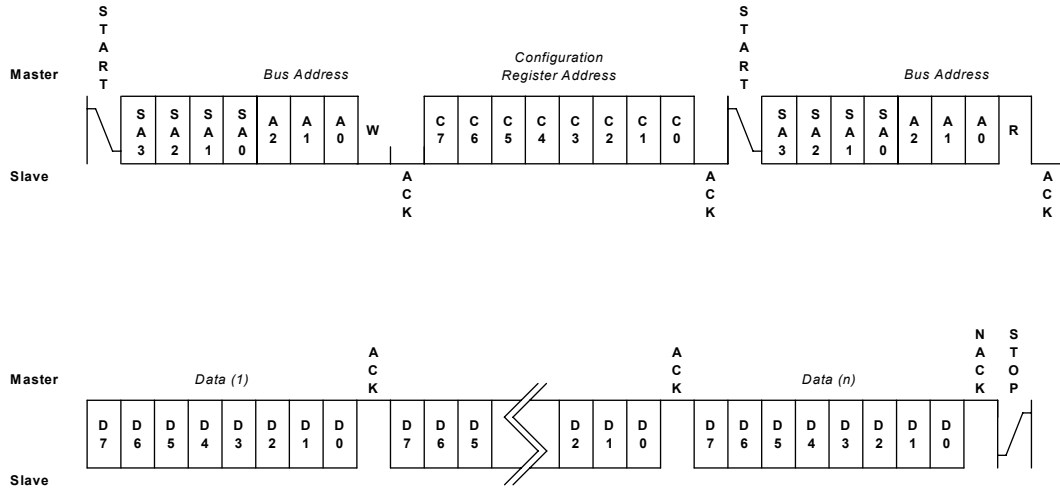 START
START
Configuration
Master
Bus Address
Register Address
Bus Address
SA3 SA2 SA1 SA0 A2 A1 A0 W C7 C6 C5 C4 C3 C2 C1 C0 SA3 SA2 SA1 SA0 A2 A1 A0 R
Slave
ACK
ACK
ACK
ACK
ACK
NACK
STOP
Master
Data (1)
Data (n)
D7 D6 D5 D4 D3 D2 D1 D0 D7 D6 D5 D2 D1 D0 D7 D6 D5 D4 D3 D2 D1 D0
Slave